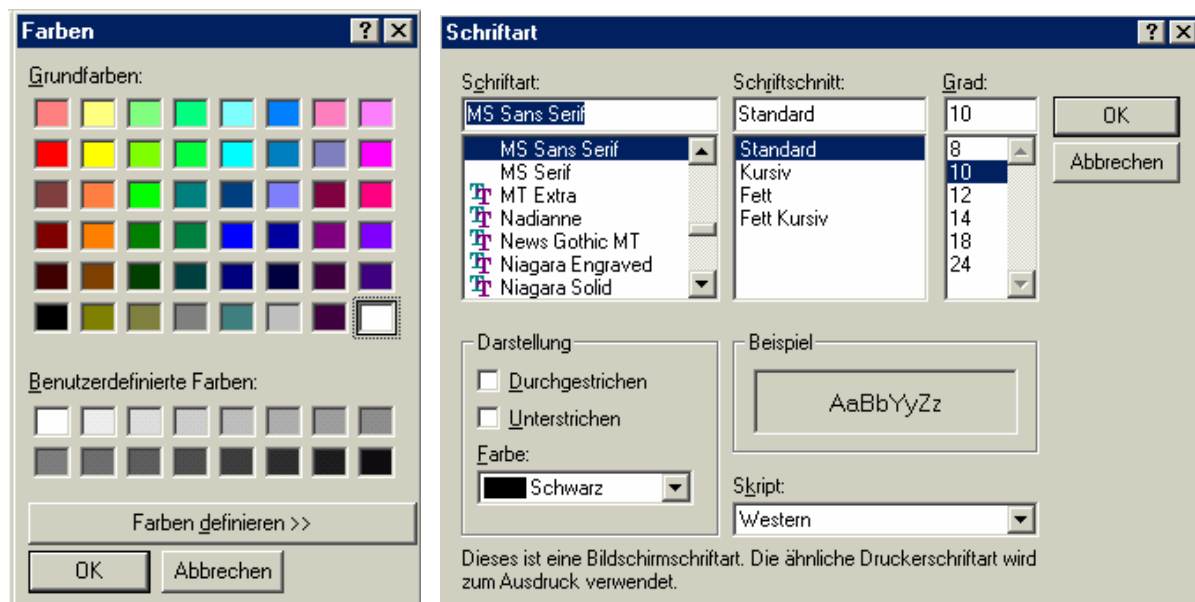 Farben
Grundfarben:
Benutzerdefinierte Farben:
Farben definieren >>
OK
Abbrechen
Schriftart
Schriftart:
MS Sans Serif
MS Sans Serif
MS Serif
MT Extra
Nadianne
News Gothic MT
Niagara Engraved
Niagara Solid
Schriftschnitt:
Standard
Standard
Kursiv
Fett
Fett Kursiv
Grad:
10
8
10
12
14
18
24
OK
Abbrechen
Darstellung
Durchgestrichen
Unterstrichen
Farbe:
Schwarz
Beispiel
AaBbYyZz
Skript:
Western
Dieses ist eine Bildschirmschriftart. Die ähnliche Druckerschriftart wird
zum Ausdruck verwendet.